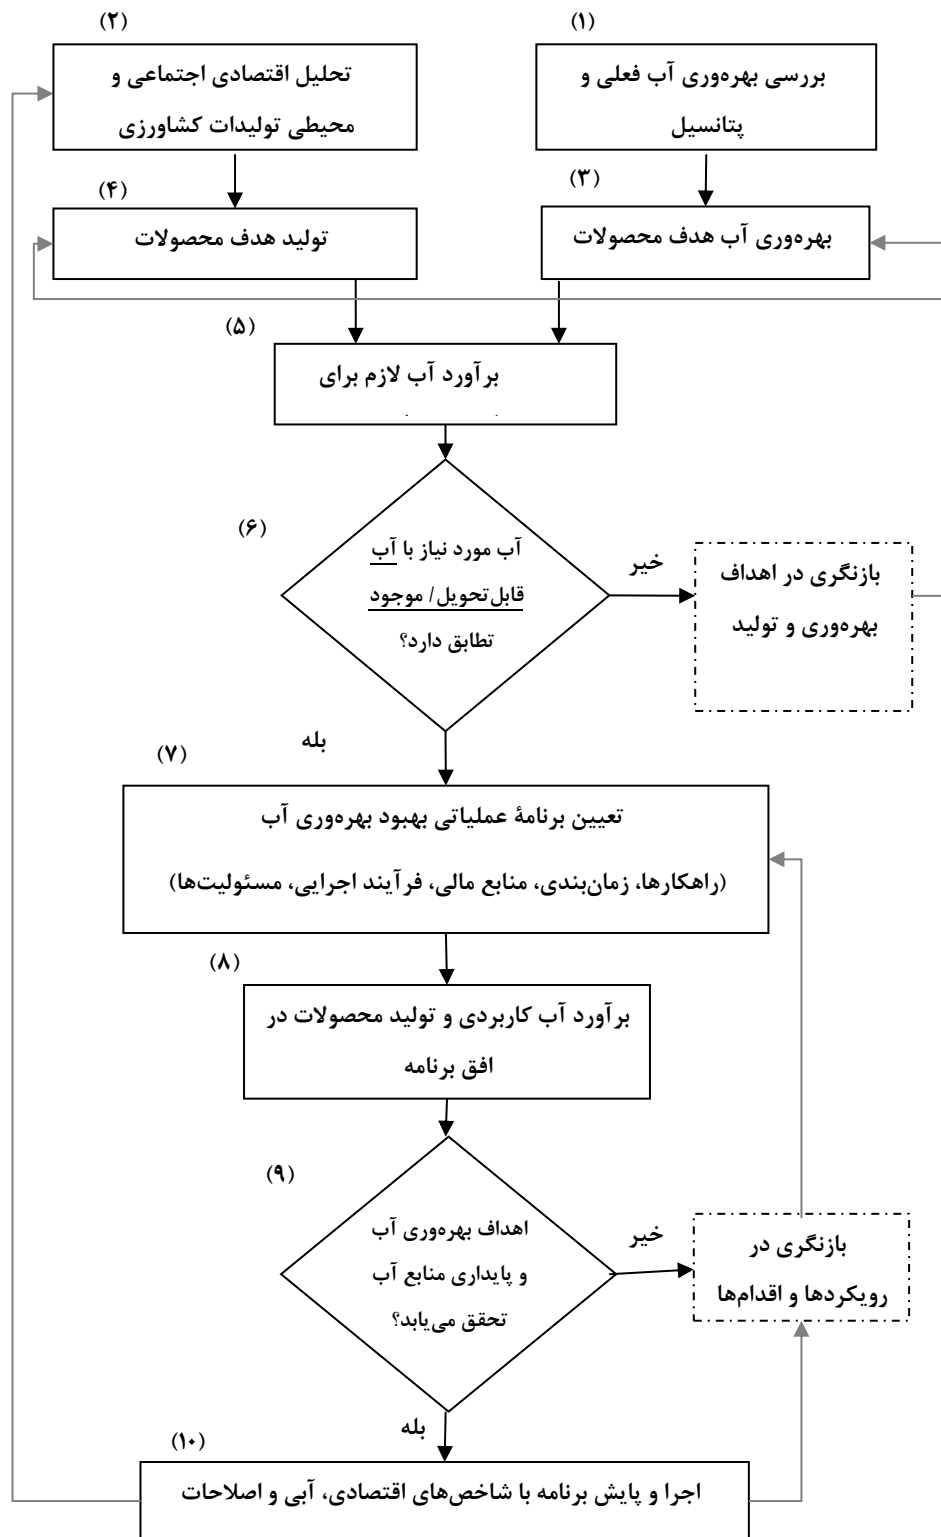 (۱)
بررسی بهره‌وری آب فعلی و
پتانسیل
(۲)
تحلیل اقتصادی اجتماعی و
محیطی تولیدات کشاورزی
(۳)
بهره‌وری آب هدف محصولات
(۴)
تولید هدف محصولات
(۵)
برآورد آب لازم برای
(۶)
آب مورد نیاز با آب
قابل‌تحویل/ موجود
تطابق دارد؟
خیر
بازنگری در اهداف
بهره‌وری و تولید
بله
(۷)
تعیین برنامهٔ عملیاتی بهبود بهره‌وری آب
(راهکارها، زمان‌بندی، منابع مالی، فرآیند اجرایی، مسئولیت‌ها)
(۸)
برآورد آب کاربردی و تولید محصولات در
افق برنامه
(۹)
اهداف بهره‌وری آب
و پایداری منابع آب
تحقق می‌یابد؟
خیر
بازنگری در
رویکردها و اقدام‌ها
بله
(۱۰)
اجرا و پایش برنامه با شاخص‌های اقتصادی، آبی و اصلاحات